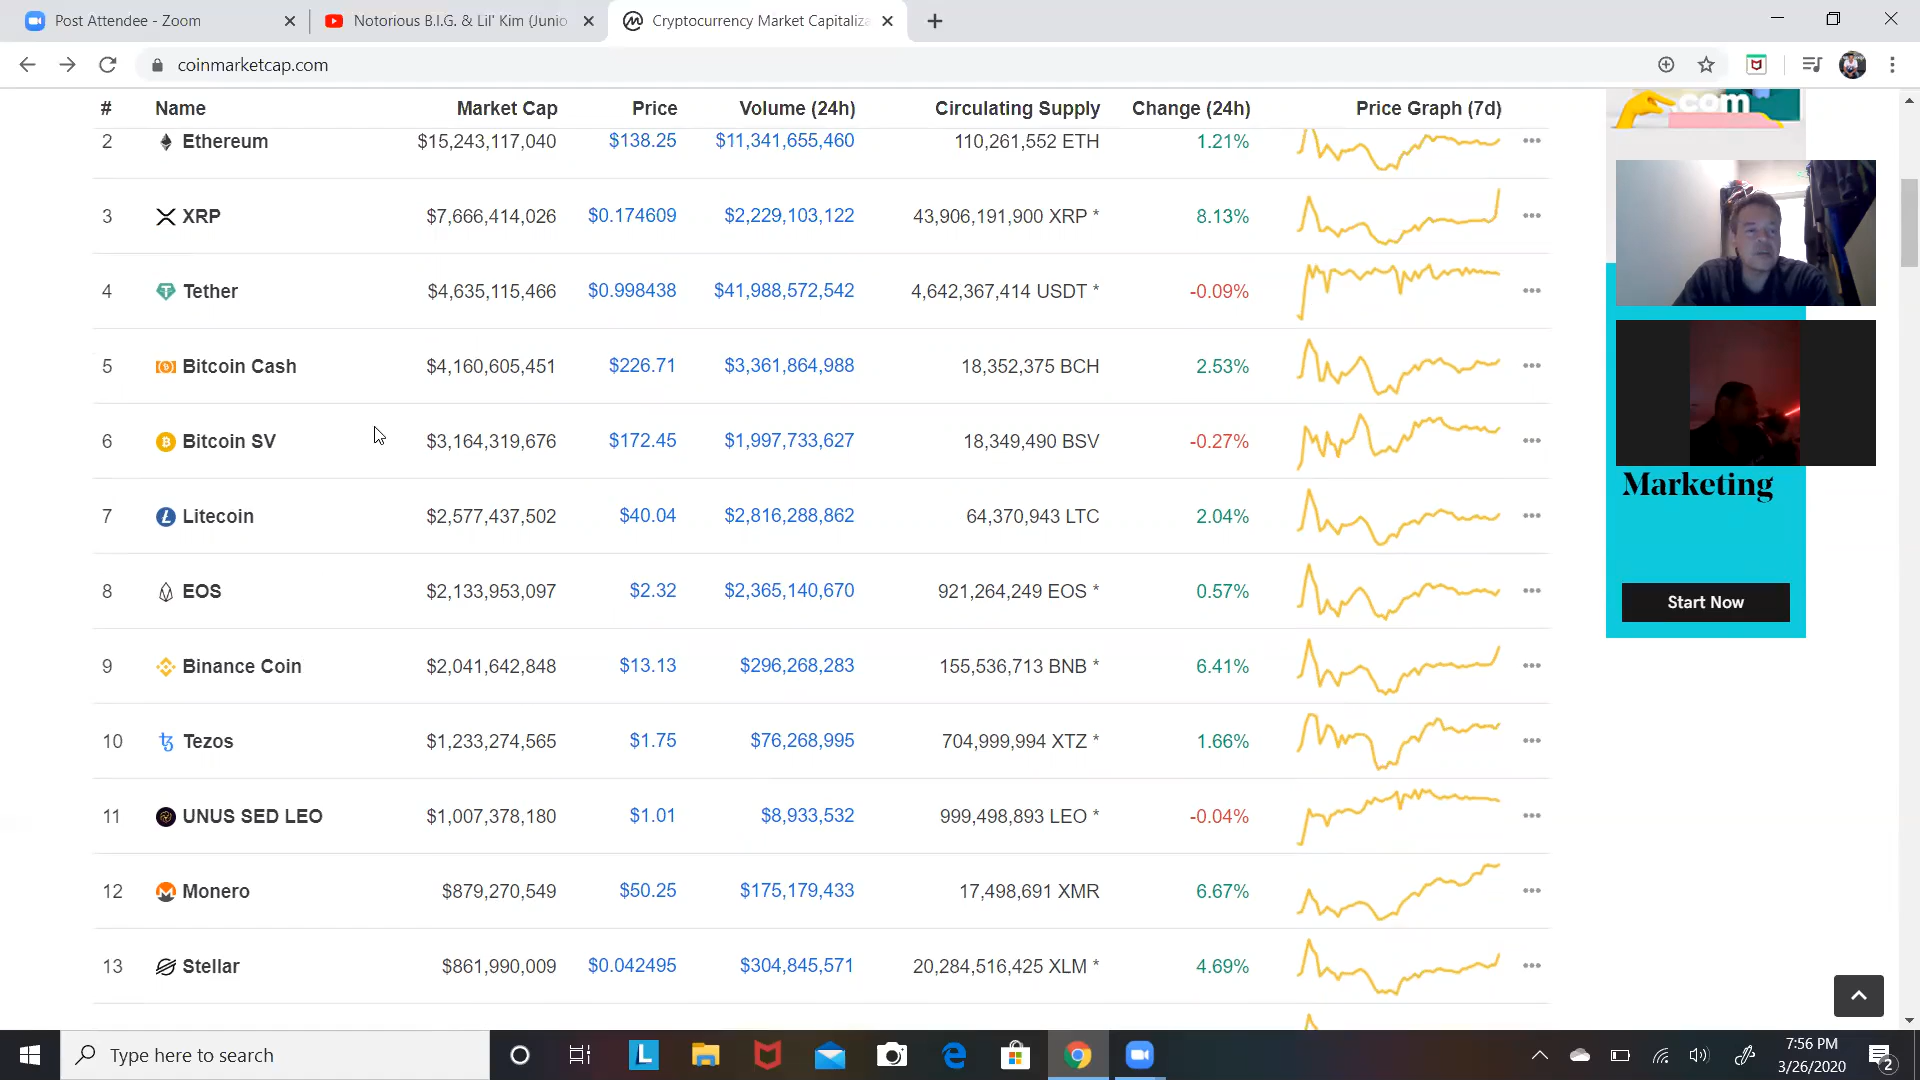 Post Attendee - Zoom
Notorious B.I.G. & Lil' Kim (Junio
Cryptocurrency Market Capitaliza
coinmarketcap.com
# Name Market Cap Price Volume (24h) Circulating Supply Change (24h) Price Graph (7d)
.com
2 Ethereum $15,243,117,040 $138.25 $11,341,655,460 110,261,552 ETH 1.21%
3 XRP $7,666,414,026 $0.174609 $2,229,103,122 43,906,191,900 XRP * 8.13%
4 Tether $4,635,115,466 $0.998438 $41,988,572,542 4,642,367,414 USDT * -0.09%
5 Bitcoin Cash $4,160,605,451 $226.71 $3,361,864,988 18,352,375 BCH 2.53%
6 Bitcoin SV $3,164,319,676 $172.45 $1,997,733,627 18,349,490 BSV -0.27%
Marketing
7 Litecoin $2,577,437,502 $40.04 $2,816,288,862 64,370,943 LTC 2.04%
8 EOS $2,133,953,097 $2.32 $2,365,140,670 921,264,249 EOS * 0.57%
Start Now
9 Binance Coin $2,041,642,848 $13.13 $296,268,283 155,536,713 BNB * 6.41%
10 Tezos $1,233,274,565 $1.75 $76,268,995 704,999,994 XTZ * 1.66%
11 UNUS SED LEO $1,007,378,180 $1.01 $8,933,532 999,498,893 LEO * -0.04%
12 Monero $879,270,549 $50.25 $175,179,433 17,498,691 XMR 6.67%
13 Stellar $861,990,009 $0.042495 $304,845,571 20,284,516,425 XLM * 4.69%
Type here to search
7:56 PM
3/26/2020
2